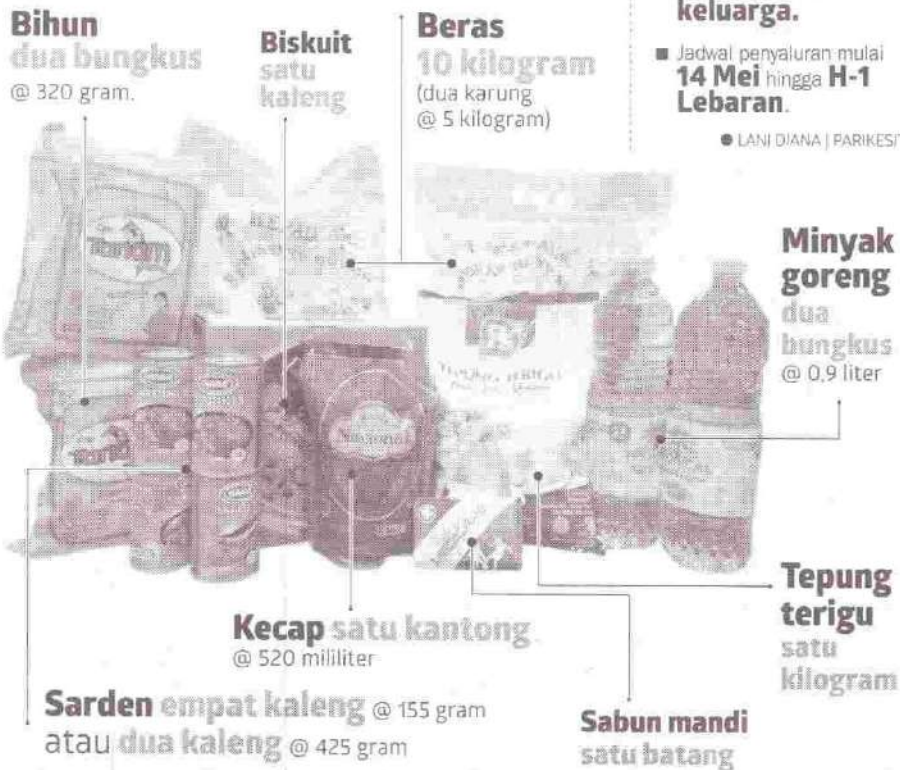 Bihun
dua bungkus
@ 320 gram.
Biskuit
satu
kaleng
Beras
10 kilogram
(dua karung
@ 5 kilogram)
keluarga.
■ Jadwal penyaluran mulai
14 Mei hingga H-1
Lebaran.
● LANI DIANA | PARIKESIT
Minyak
goreng
dua
bungkus
@ 0,9 liter
Nasional
TEPUNG TERIGU
Tepung
terigu
satu
kilogram
Kecap satu kantong
@ 520 mililiter
Sarden empat kaleng @ 155 gram
atau dua kaleng @ 425 gram
Sabun mandi
satu batang